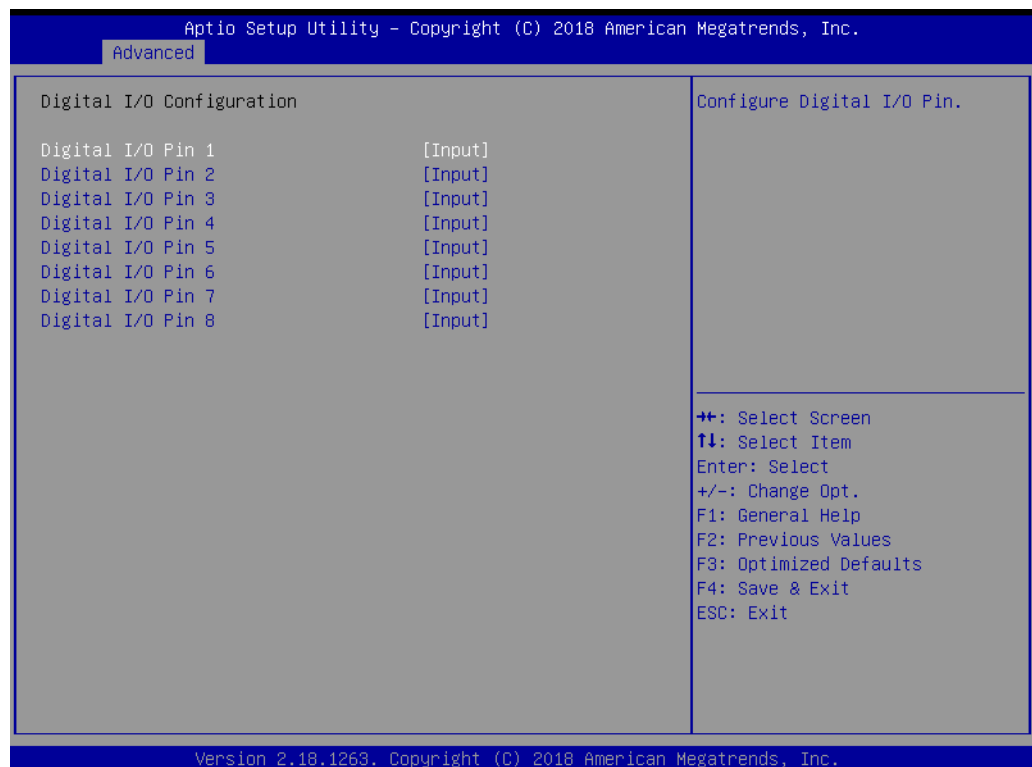 Aptio Setup Utility – Copyright (C) 2018 American Megatrends, Inc.
Advanced
Digital I/O Configuration
Digital I/O Pin 1 [Input]
Digital I/O Pin 2 [Input]
Digital I/O Pin 3 [Input]
Digital I/O Pin 4 [Input]
Digital I/O Pin 5 [Input]
Digital I/O Pin 6 [Input]
Digital I/O Pin 7 [Input]
Digital I/O Pin 8 [Input]
Configure Digital I/O Pin.
→←: Select Screen
↑↓: Select Item
Enter: Select
+/-: Change Opt.
F1: General Help
F2: Previous Values
F3: Optimized Defaults
F4: Save & Exit
ESC: Exit
Version 2.18.1263. Copyright (C) 2018 American Megatrends, Inc.